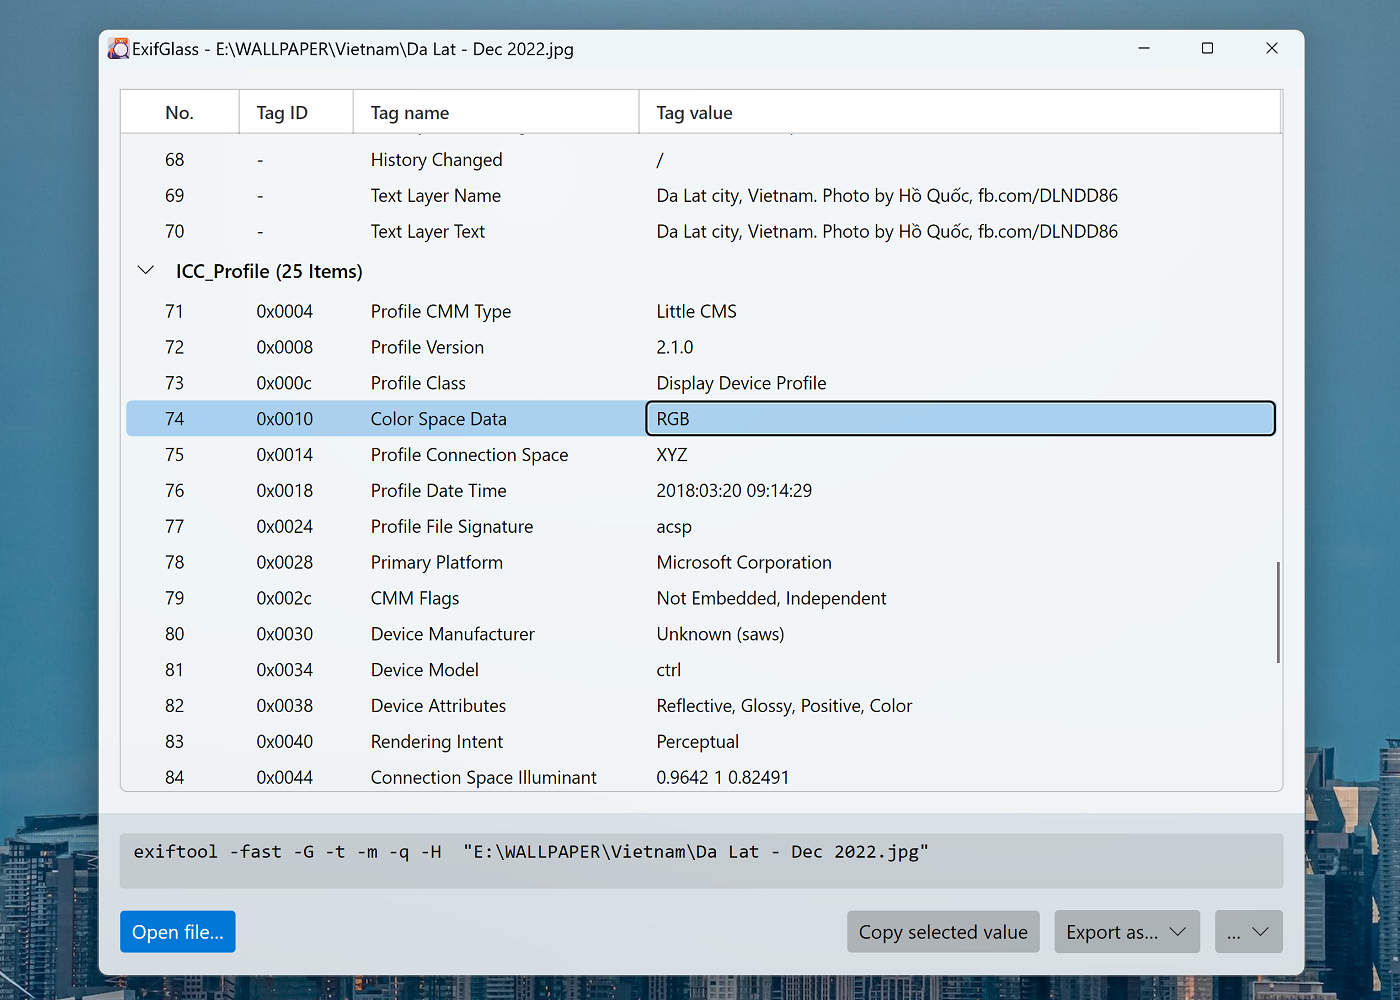 ExifGlass - E:\WALLPAPER\Vietnam\Da Lat - Dec 2022.jpg
No. Tag ID Tag name Tag value
68 - History Changed /
69 - Text Layer Name Da Lat city, Vietnam. Photo by Hồ Quốc, fb.com/DLNDD86
70 - Text Layer Text Da Lat city, Vietnam. Photo by Hồ Quốc, fb.com/DLNDD86
ICC_Profile (25 Items)
71 0x0004 Profile CMM Type Little CMS
72 0x0008 Profile Version 2.1.0
73 0x000c Profile Class Display Device Profile
74 0x0010 Color Space Data RGB
75 0x0014 Profile Connection Space XYZ
76 0x0018 Profile Date Time 2018:03:20 09:14:29
77 0x0024 Profile File Signature acsp
78 0x0028 Primary Platform Microsoft Corporation
79 0x002c CMM Flags Not Embedded, Independent
80 0x0030 Device Manufacturer Unknown (saws)
81 0x0034 Device Model ctrl
82 0x0038 Device Attributes Reflective, Glossy, Positive, Color
83 0x0040 Rendering Intent Perceptual
84 0x0044 Connection Space Illuminant 0.9642 1 0.82491
exiftool -fast -G -t -m -q -H  "E:\WALLPAPER\Vietnam\Da Lat - Dec 2022.jpg"
Open file... Copy selected value Export as... ...